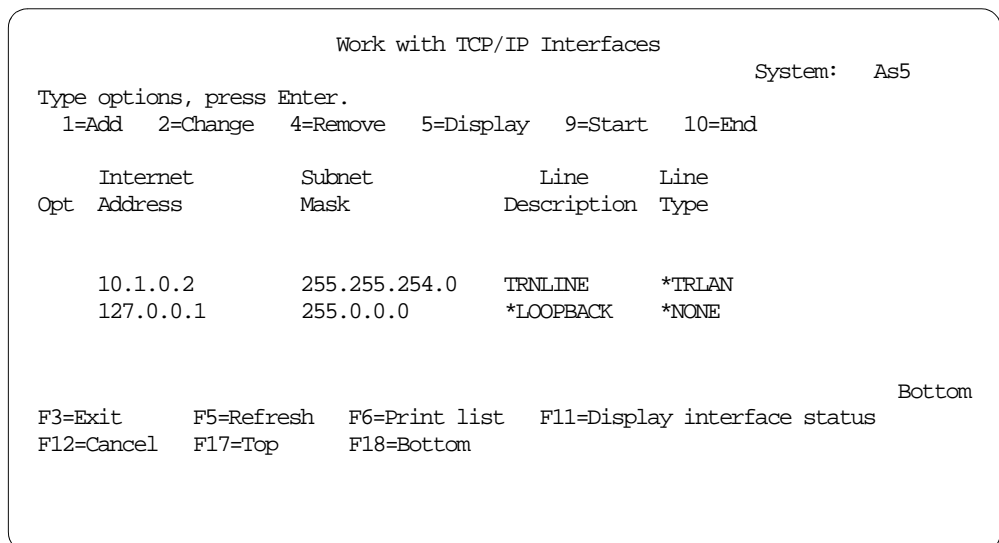 Work with TCP/IP Interfaces
System: As5
Type options, press Enter.
1=Add 2=Change 4=Remove 5=Display 9=Start 10=End
Internet Subnet Line Line
Opt Address Mask Description Type
10.1.0.2 255.255.254.0 TRNLINE *TRLAN
127.0.0.1 255.0.0.0 *LOOPBACK *NONE
Bottom
F3=Exit F5=Refresh F6=Print list F11=Display interface status
F12=Cancel F17=Top F18=Bottom